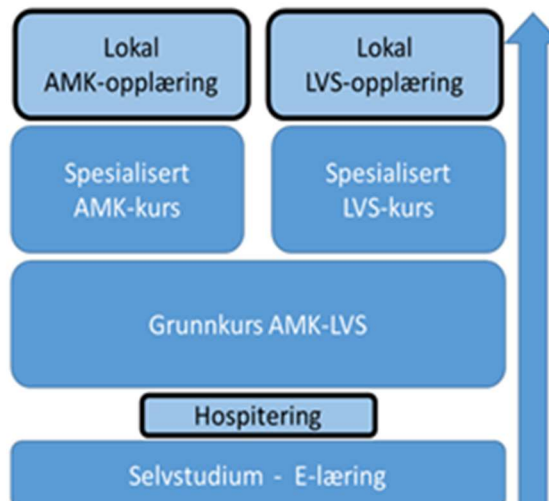 Lokal
AMK-opplæring
Lokal
LVS-opplæring
Spesialisert
AMK-kurs
Spesialisert
LVS-kurs
Grunnkurs AMK-LVS
Hospitering
Selvstudium - E-læring